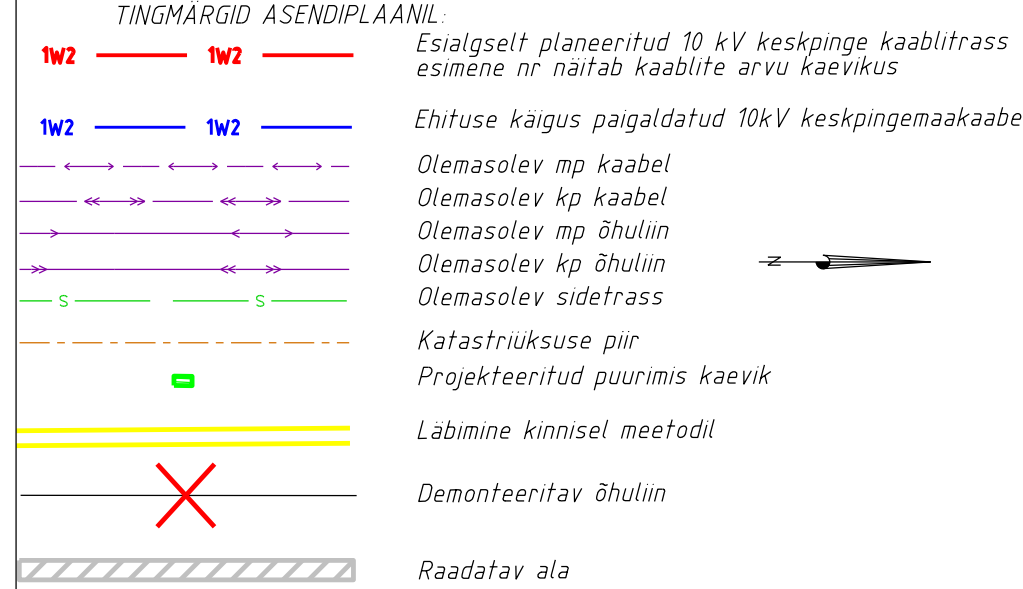 TINGMÄRGID ASENDIPLAANIL:
1W2 1W2 Esialgselt planeeritud 10 kV keskpinge kaablitrass
esimene nr näitab kaablite arvu kaevikus
1W2 1W2 Ehituse käigus paigaldatud 10kV keskpingemaakaabe
Olemasolev mp kaabel
Olemasolev kp kaabel
Olemasolev mp õhuliin
Olemasolev kp õhuliin
N
S S Olemasolev sidetrass
Katastriüksuse piir
Projekteeritud puurimis kaevik
Läbimine kinnisel meetodil
Demonteeritav õhuliin
Raadatav ala